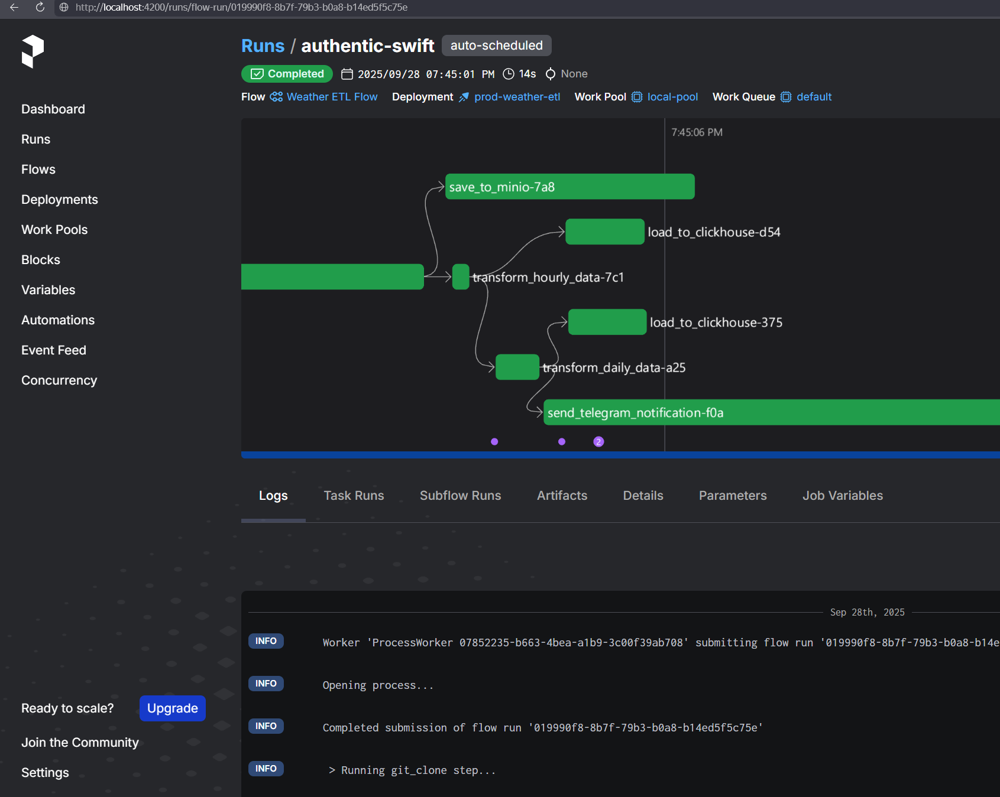 http://localhost:4200/runs/flow-run/019990f8-8b7f-79b3-b0a8-b14ed5f5c75e
Runs / authentic-swift auto-scheduled
Completed 2025/09/28 07:45:01 PM 14s None
Flow Weather ETL Flow Deployment prod-weather-etl Work Pool local-pool Work Queue default
Dashboard
Runs
Flows
Deployments
Work Pools
Blocks
Variables
Automations
Event Feed
Concurrency
Ready to scale? Upgrade
Join the Community
Settings
7:45:06 PM
save_to_minio-7a8
load_to_clickhouse-d54
transform_hourly_data-7c1
load_to_clickhouse-375
transform_daily_data-a25
send_telegram_notification-f0a
2
Logs Task Runs Subflow Runs Artifacts Details Parameters Job Variables
Sep 28th, 2025
INFO Worker 'ProcessWorker 07852235-b663-4bea-a1b9-3c00f39ab708' submitting flow run '019990f8-8b7f-79b3-b0a8-b14e
INFO Opening process...
INFO Completed submission of flow run '019990f8-8b7f-79b3-b0a8-b14ed5f5c75e'
INFO > Running git_clone step...